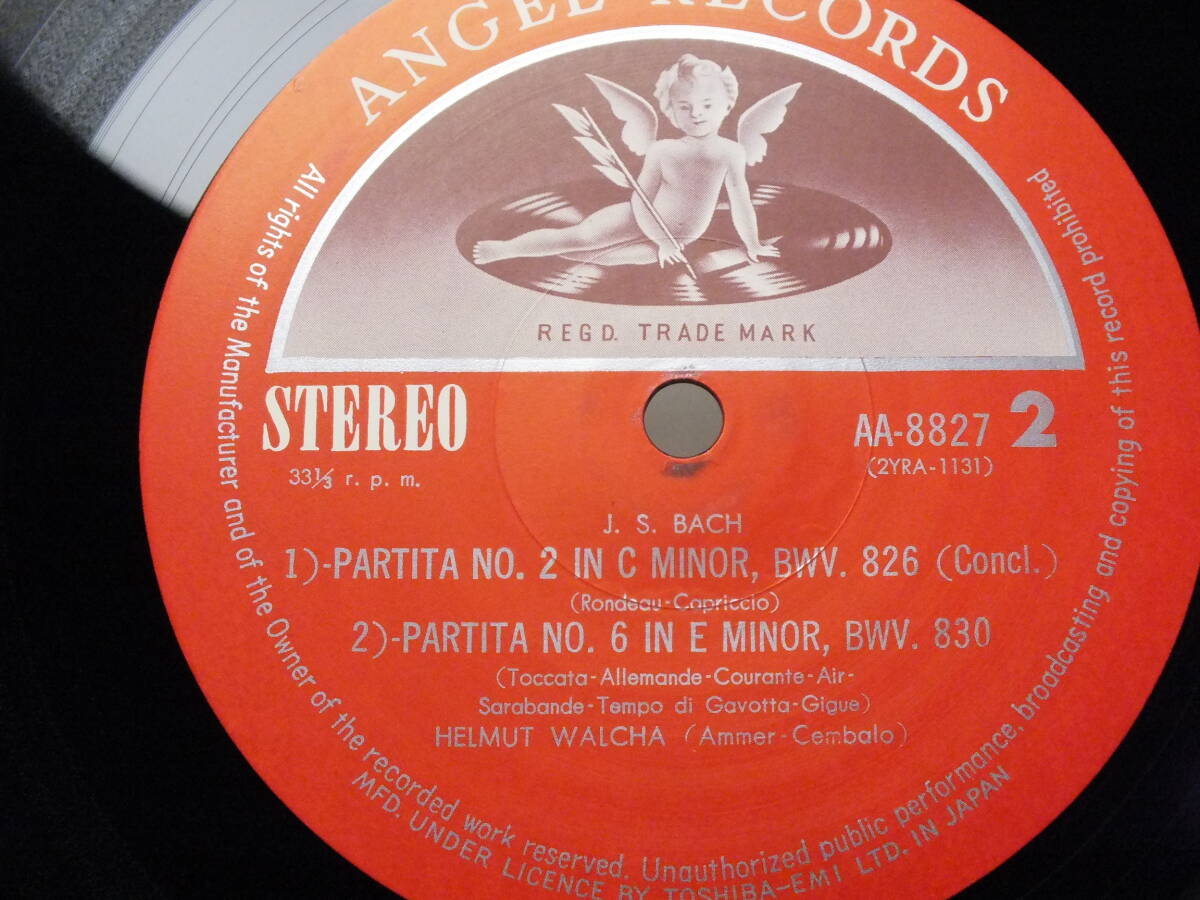 ANGEL RECORDS
REGD. TRADE MARK
STEREO
33⅓ r. p. m.
AA-8827 2
(2YRA-1131)
J. S. BACH
1)-PARTITA NO. 2 IN C MINOR, BWV. 826 (Concl.)
(Rondeau-Capriccio)
2)-PARTITA NO. 6 IN E MINOR, BWV. 830
(Toccata-Allemande-Courante-Air-
Sarabande-Tempo di Gavotta-Gigue)
HELMUT WALCHA (Ammer-Cembalo)
All rights of the Manufacturer and of the Owner of the recorded work reserved. Unauthorized public performance, broadcasting and copying of this record prohibited
MFD. UNDER LICENCE BY TOSHIBA-EMI LTD. IN JAPAN